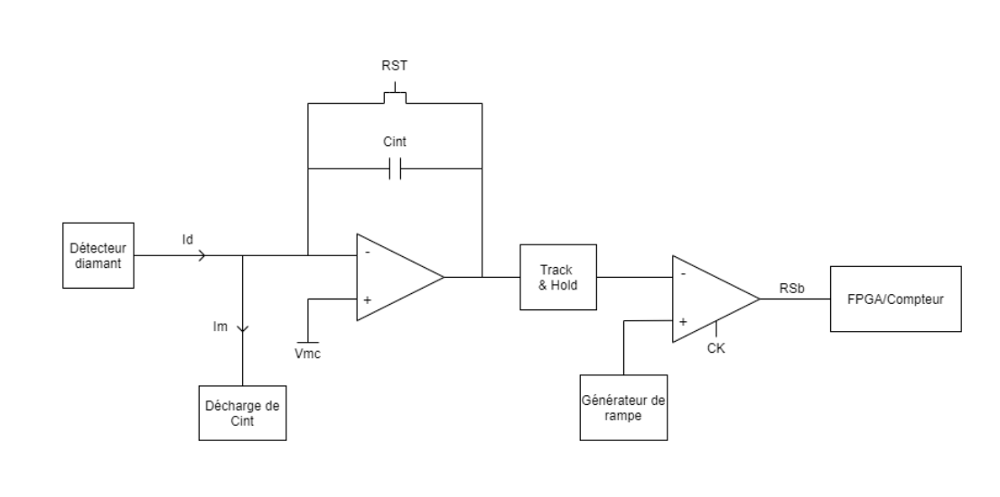 RST
Cint
Détecteur
diamant
Id
-
+
Im
Vmc
Décharge de
Cint
Track
& Hold
-
+
CK
RSb
FPGA/Compteur
Générateur de
rampe